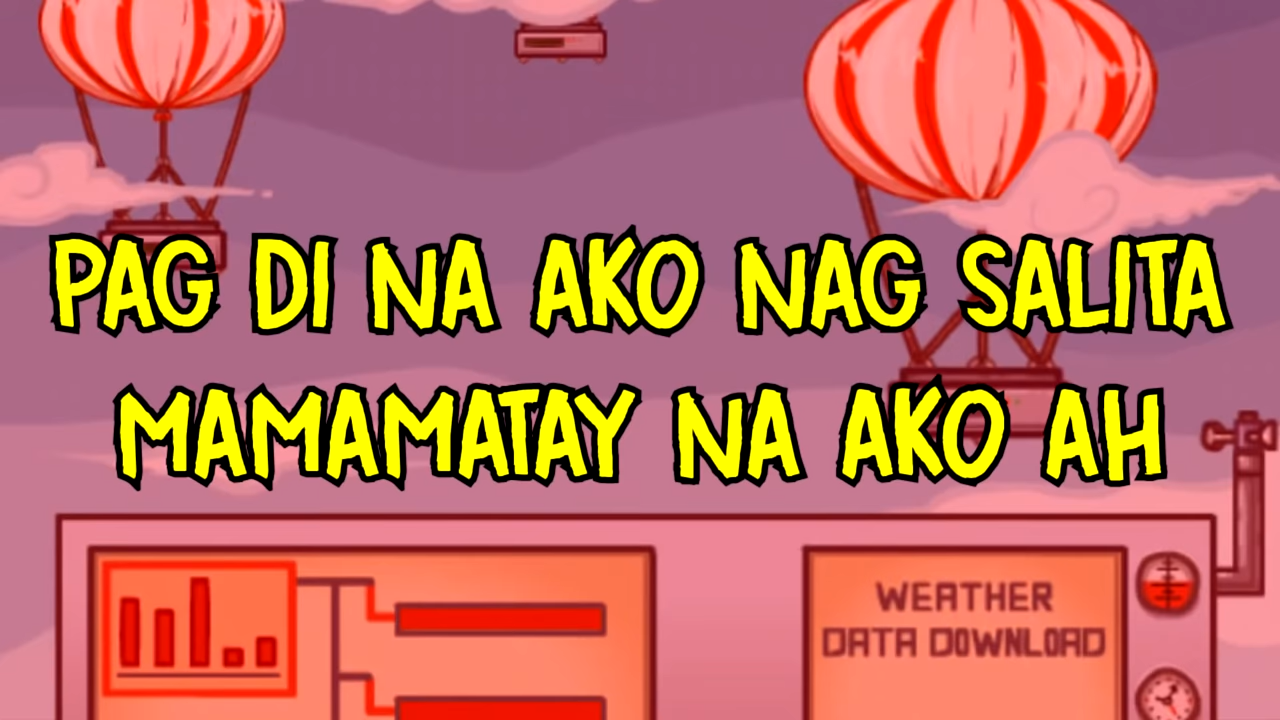 PAG DI NA AKO NAG SALITA
MAMAMATAY NA AKO AH
WEATHER
DATA DOWNLOAD